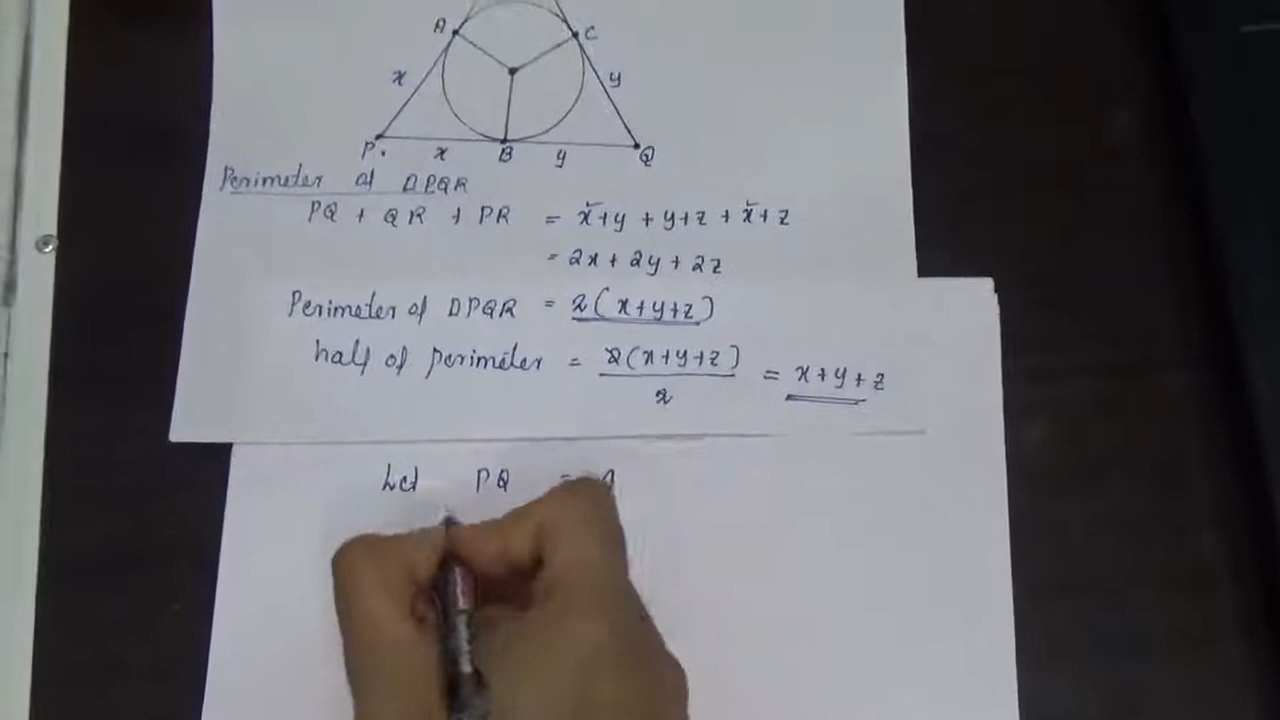 A C
x y
P. x B y Q
Perimeter of ΔPQR
PQ + QR + PR = x+y + y+z + x+z
= 2x + 2y + 2z
Perimeter of ΔPQR = 2(x+y+z)
half of perimeter = 2(x+y+z)/2 = x+y+z
Let PQ =